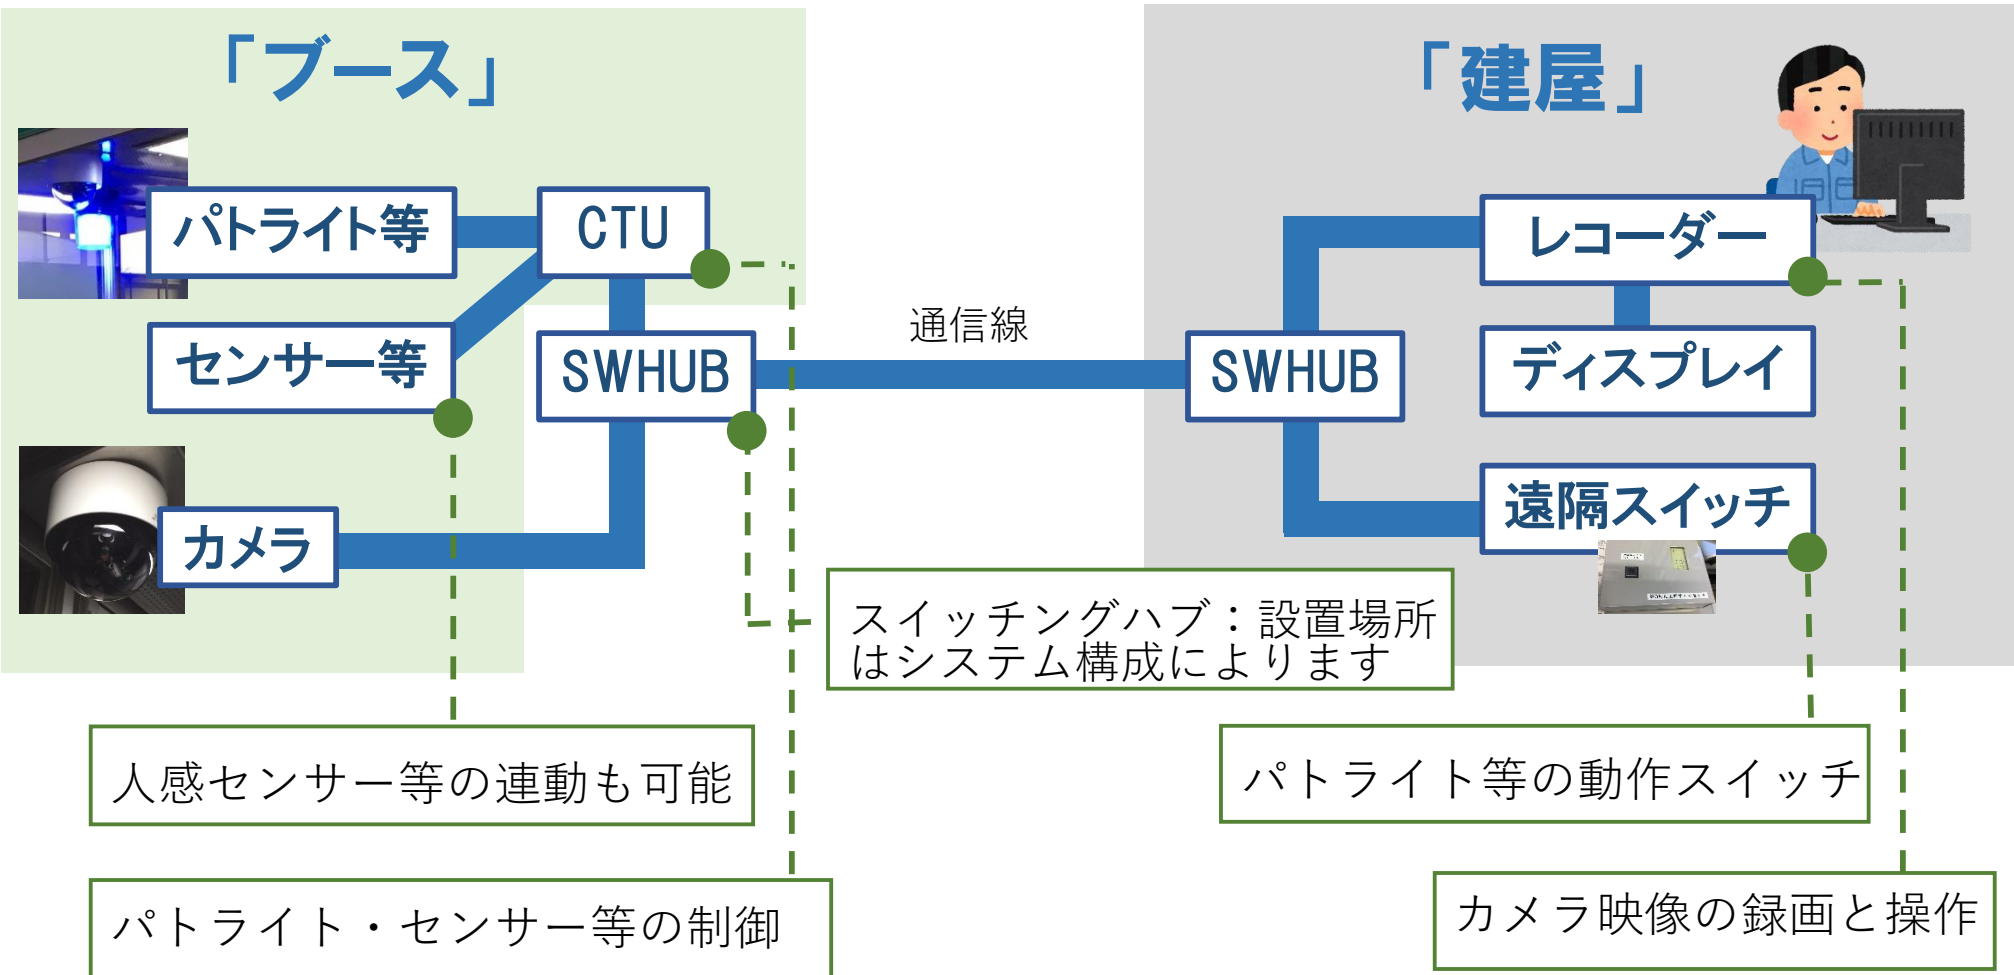 「ブース」
「建屋」
パトライト等
CTU
レコーダー
センサー等
SWHUB
通信線
SWHUB
ディスプレイ
カメラ
遠隔スイッチ
スイッチングハブ：設置場所
はシステム構成によります
人感センサー等の連動も可能
パトライト等の動作スイッチ
パトライト・センサー等の制御
カメラ映像の録画と操作